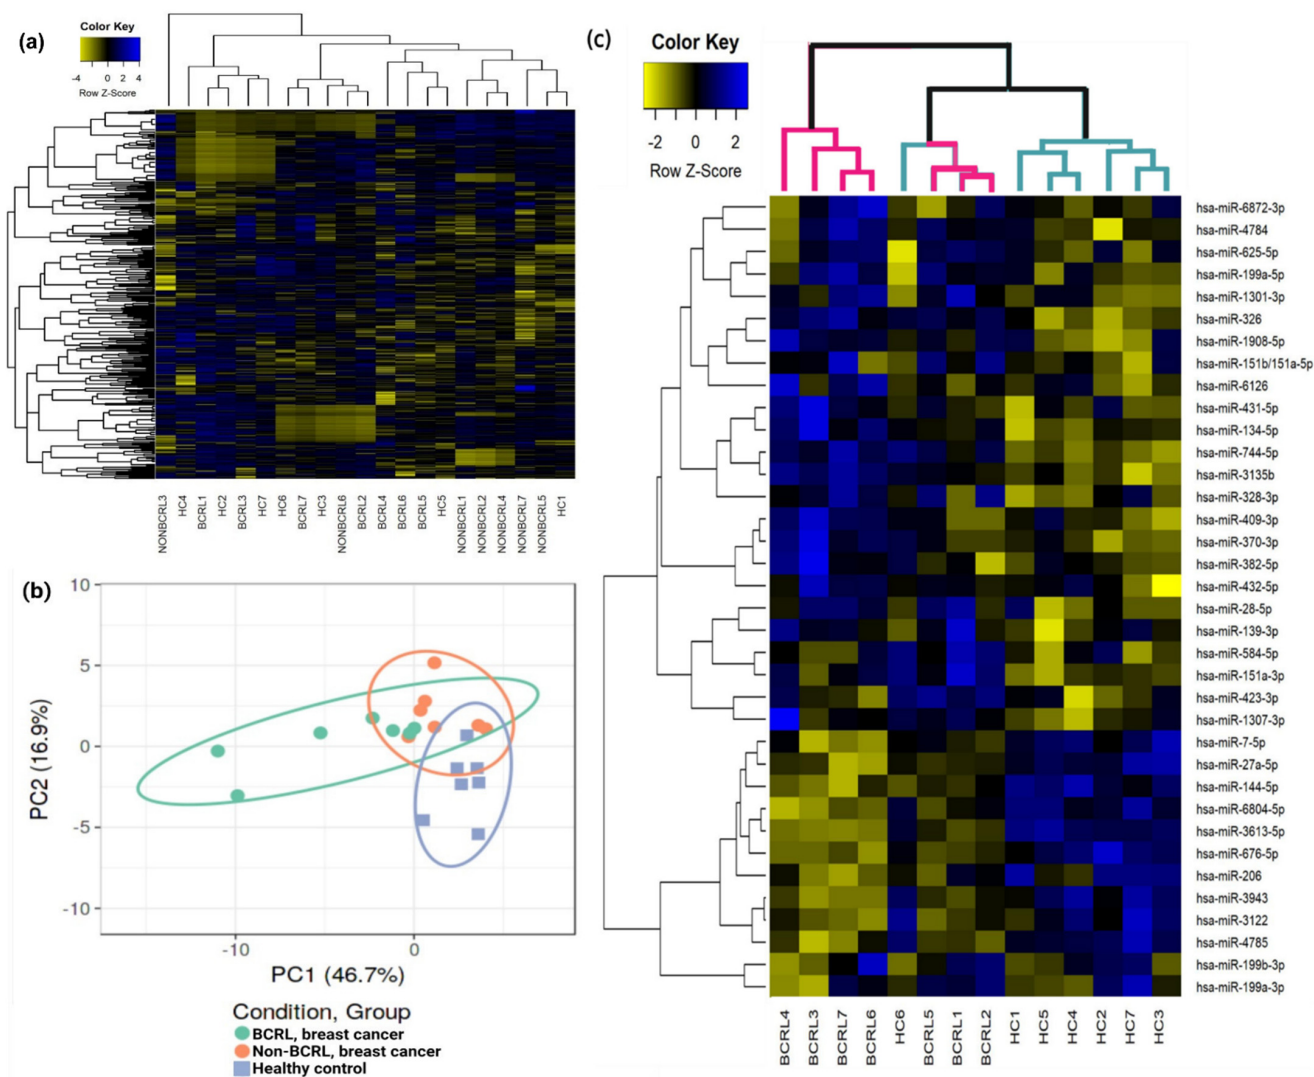 (a)
Color Key
-4 0 2 4
Row Z-Score
NONBCRL3
HC4
BCRL1
HC2
BCRL3
HC7
HC6
BCRL7
HC3
NONBCRL6
BCRL2
BCRL4
BCRL6
BCRL5
HC5
NONBCRL1
NONBCRL2
NONBCRL4
NONBCRL7
NONBCRL5
HC1
(b)
10
5
0
-5
-10
PC2 (16.9%)
-10 0
PC1 (46.7%)
Condition, Group
BCRL, breast cancer
Non-BCRL, breast cancer
Healthy control
(c)
Color Key
-2 0 2
Row Z-Score
hsa-miR-6872-3p
hsa-miR-4784
hsa-miR-625-5p
hsa-miR-199a-5p
hsa-miR-1301-3p
hsa-miR-326
hsa-miR-1908-5p
hsa-miR-151b/151a-5p
hsa-miR-6126
hsa-miR-431-5p
hsa-miR-134-5p
hsa-miR-744-5p
hsa-miR-3135b
hsa-miR-328-3p
hsa-miR-409-3p
hsa-miR-370-3p
hsa-miR-382-5p
hsa-miR-432-5p
hsa-miR-28-5p
hsa-miR-139-3p
hsa-miR-584-5p
hsa-miR-151a-3p
hsa-miR-423-3p
hsa-miR-1307-3p
hsa-miR-7-5p
hsa-miR-27a-5p
hsa-miR-144-5p
hsa-miR-6804-5p
hsa-miR-3613-5p
hsa-miR-676-5p
hsa-miR-206
hsa-miR-3943
hsa-miR-3122
hsa-miR-4785
hsa-miR-199b-3p
hsa-miR-199a-3p
BCRL4
BCRL3
BCRL7
BCRL6
HC6
BCRL5
BCRL1
BCRL2
HC1
HC5
HC4
HC2
HC7
HC3